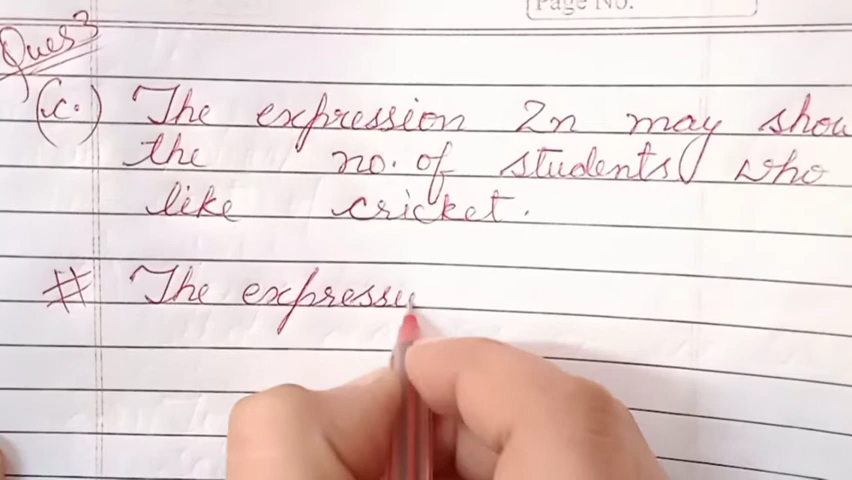 Page No.
Ques 3
(c.) The expression 2n may show
the no. of students who
like cricket.
# The expressi